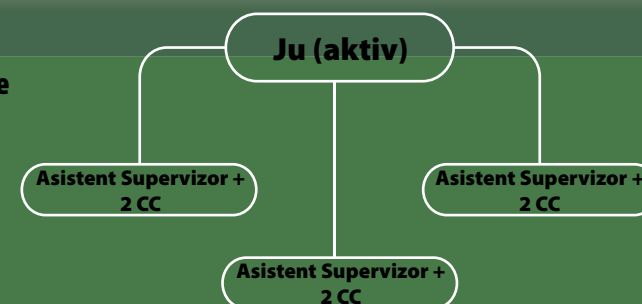 Ju (aktiv)
e
Asistent Supervizor +
2 CC
Asistent Supervizor +
2 CC
Asistent Supervizor +
2 CC